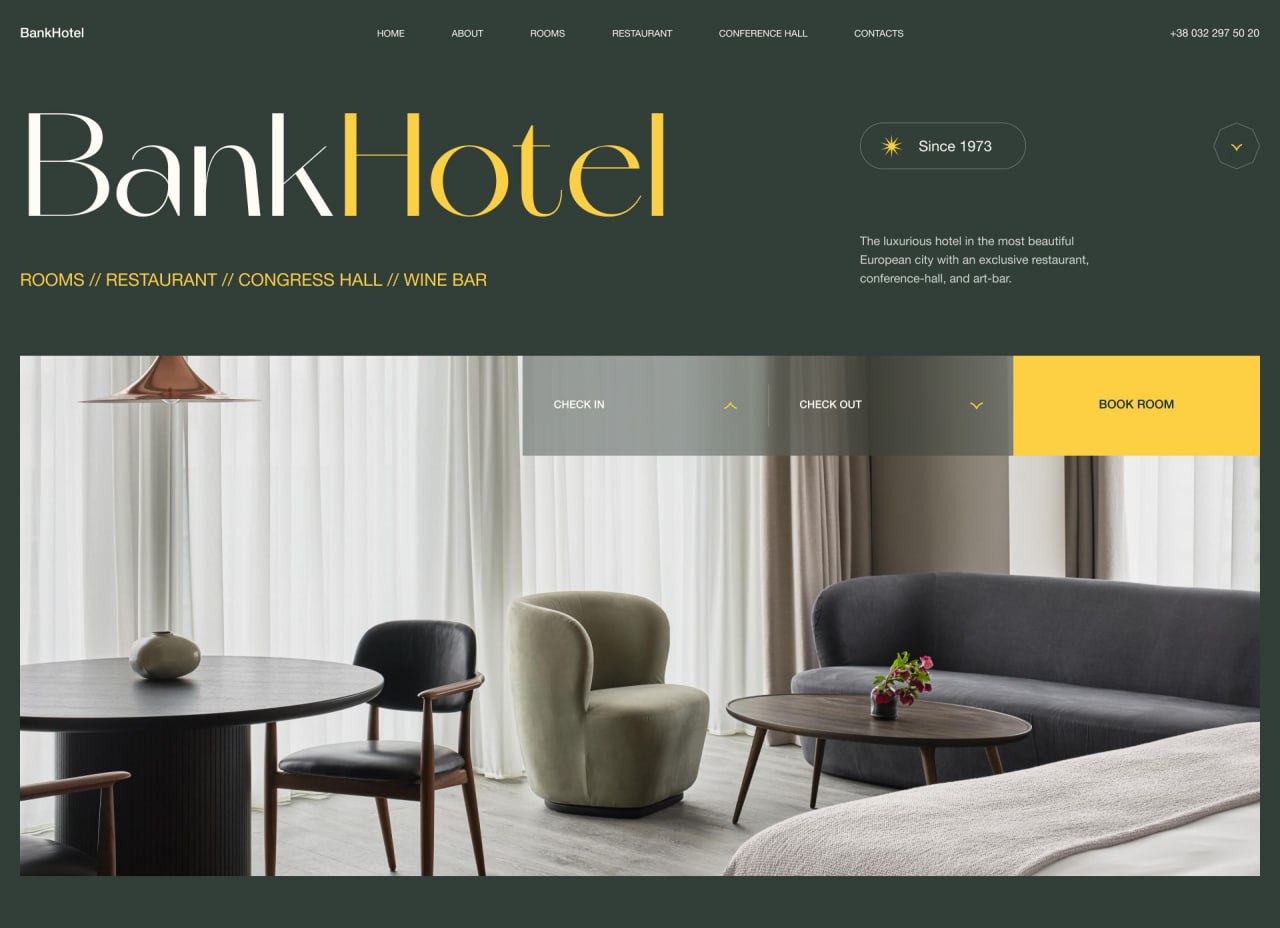 BankHotel
HOME
ABOUT
ROOMS
RESTAURANT
CONFERENCE HALL
CONTACTS
+38 032 297 50 20
BankHotel
Since 1973
The luxurious hotel in the most beautiful
European city with an exclusive restaurant,
conference-hall, and art-bar.
ROOMS // RESTAURANT // CONGRESS HALL // WINE BAR
CHECK IN
CHECK OUT
BOOK ROOM